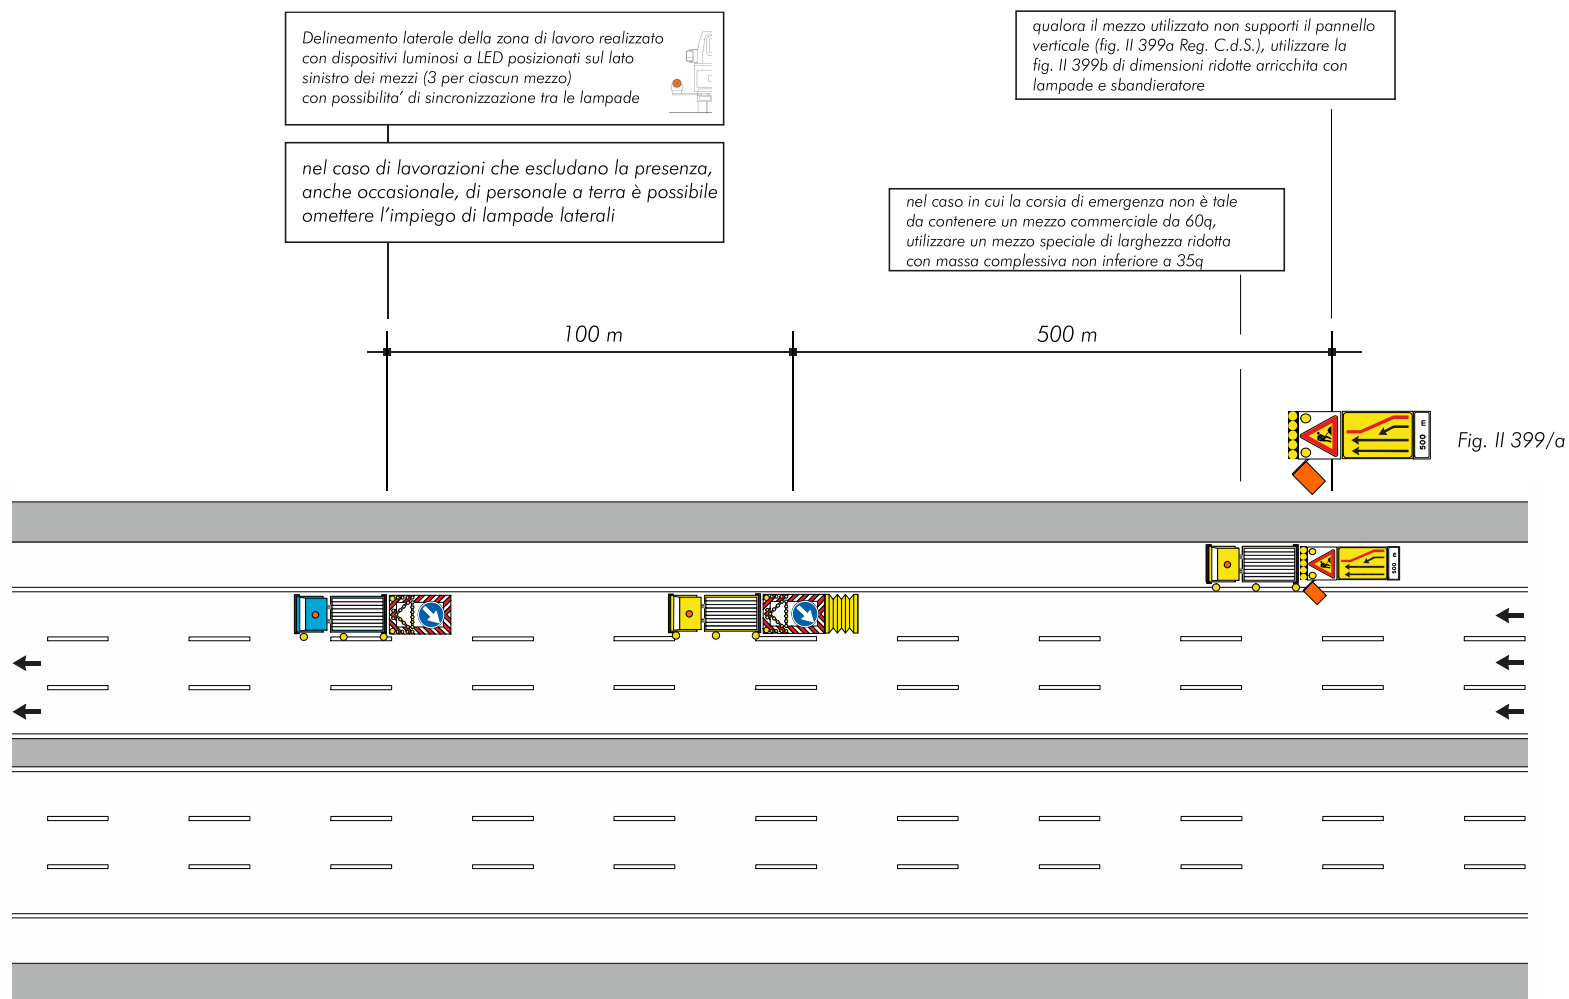 Delineamento laterale della zona di lavoro realizzato
con dispositivi luminosi a LED posizionati sul lato
sinistro dei mezzi (3 per ciascun mezzo)
con possibilita' di sincronizzazione tra le lampade
nel caso di lavorazioni che escludano la presenza,
anche occasionale, di personale a terra è possibile
omettere l'impiego di lampade laterali
qualora il mezzo utilizzato non supporti il pannello
verticale (fig. II 399a Reg. C.d.S.), utilizzare la
fig. II 399b di dimensioni ridotte arricchita con
lampade e sbandieratore
nel caso in cui la corsia di emergenza non è tale
da contenere un mezzo commerciale da 60q,
utilizzare un mezzo speciale di larghezza ridotta
con massa complessiva non inferiore a 35q
100 m
500 m
500 m
Fig. II 399/a
500 m